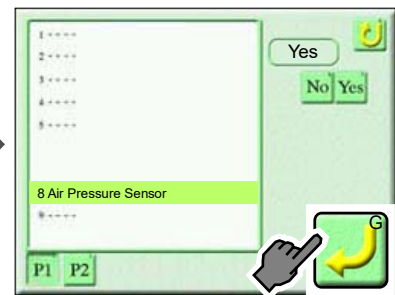 1 ----
2 ----
3 ----
4 ----
5 ----
8 Air Pressure Sensor
9 ----
Yes
No Yes
G
P1 P2